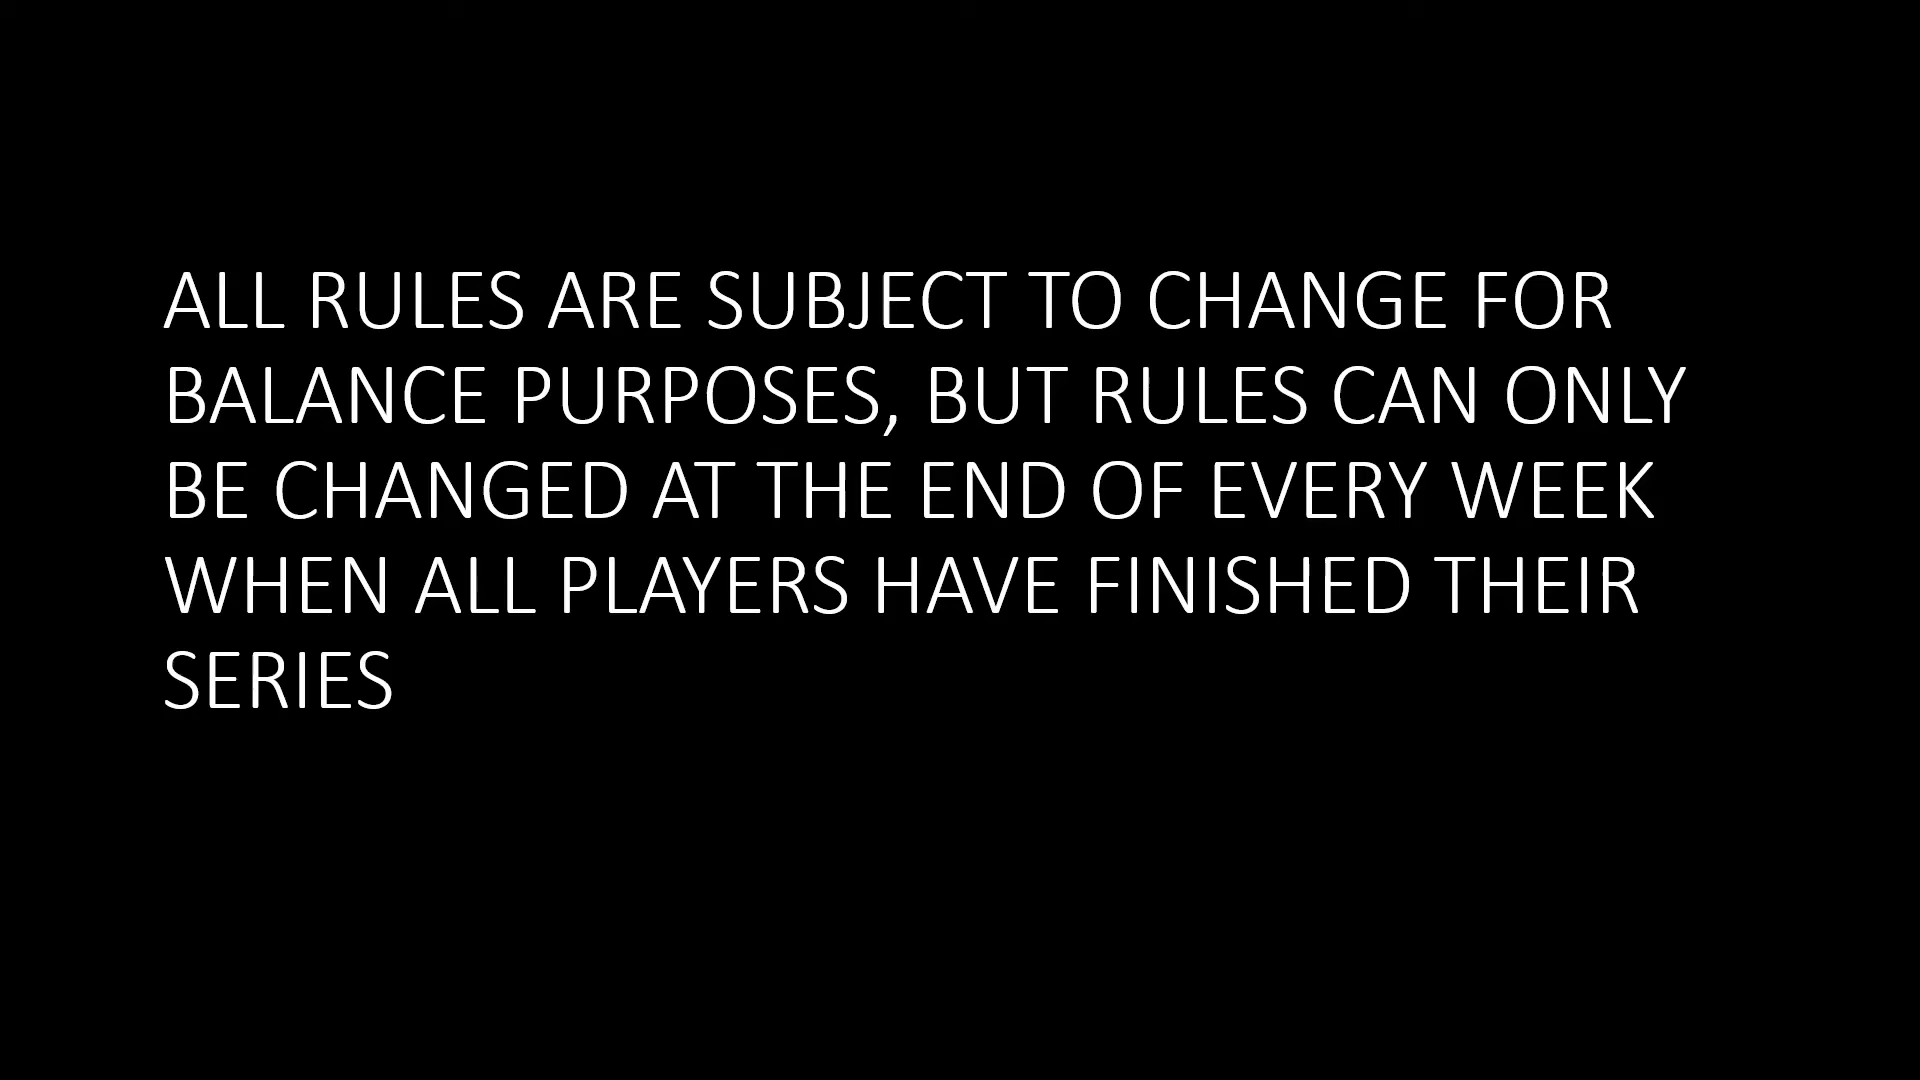 ALL RULES ARE SUBJECT TO CHANGE FOR
BALANCE PURPOSES, BUT RULES CAN ONLY
BE CHANGED AT THE END OF EVERY WEEK
WHEN ALL PLAYERS HAVE FINISHED THEIR
SERIES